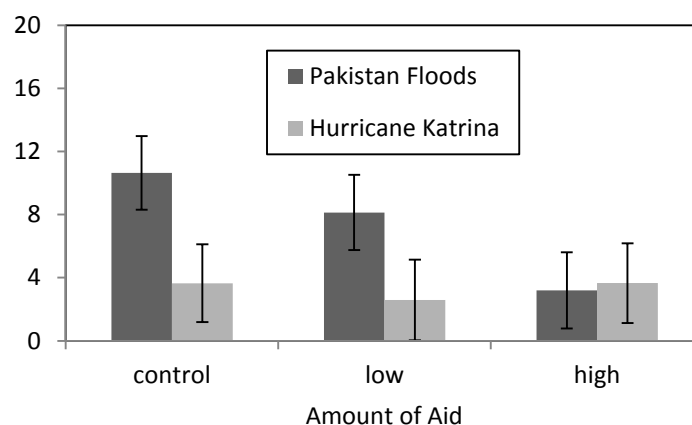 20
16
12
8
4
0
Pakistan Floods
Hurricane Katrina
control low high
Amount of Aid